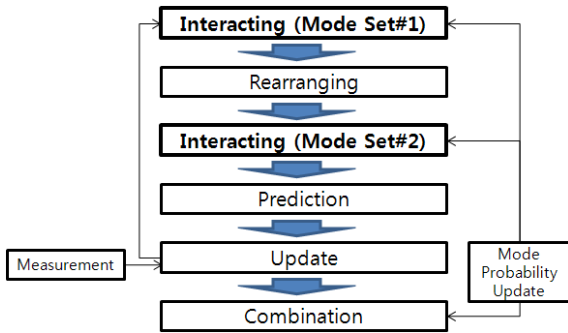 Interacting (Mode Set#1)
Rearranging
Interacting (Mode Set#2)
Prediction
Measurement
Update
Mode
Probability
Update
Combination